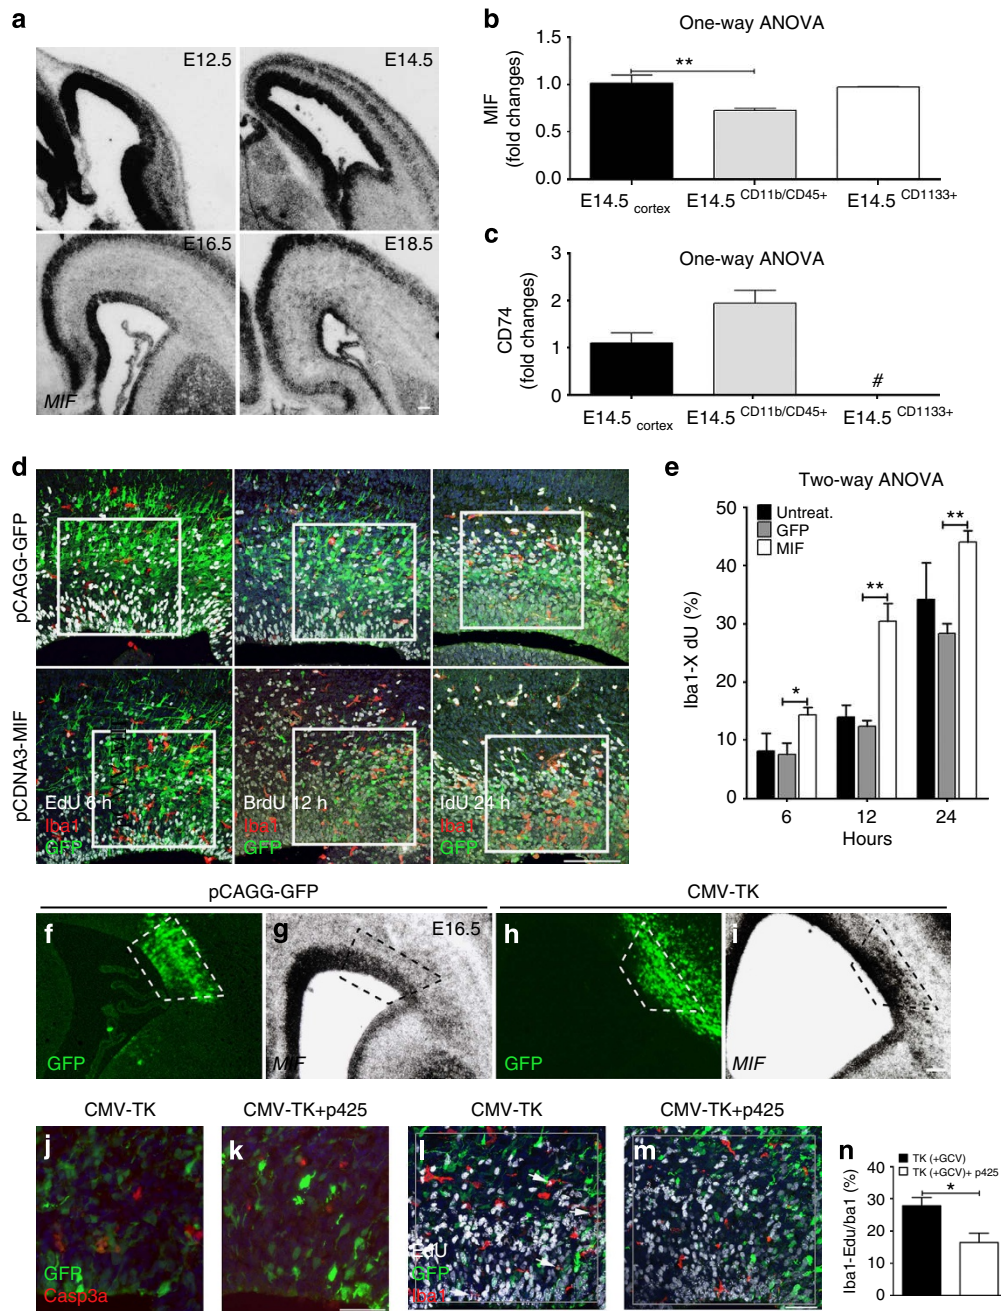 a
E12.5
E14.5
E16.5
E18.5
MIF
b
One-way ANOVA
MIF
(fold changes)
1.5
1.0
0.5
0.0
**
E14.5 cortex
E14.5 CD11b/CD45+
E14.5 CD1133+
c
One-way ANOVA
CD74
(fold changes)
3
2
1
0
#
E14.5 cortex
E14.5 CD11b/CD45+
E14.5 CD1133+
d
pCAGG-GFP
pCDNA3-MIF
EdU 6 h
Iba1
GFP
BrdU 12 h
Iba1
GFP
IdU 24 h
Iba1
GFP
e
Two-way ANOVA
Untreat.
GFP
MIF
Iba1-X dU (%)
50
40
30
20
10
0
*
**
**
6
12
24
Hours
pCAGG-GFP
CMV-TK
f
GFP
g
E16.5
MIF
h
GFP
i
MIF
CMV-TK
CMV-TK+p425
CMV-TK
CMV-TK+p425
j
GFP
Casp3a
k
l
EdU
GFP
Iba1
m
n
TK (+GCV)
TK (+GCV)+ p425
Iba1-Edu/ba1 (%)
40
30
20
10
0
*